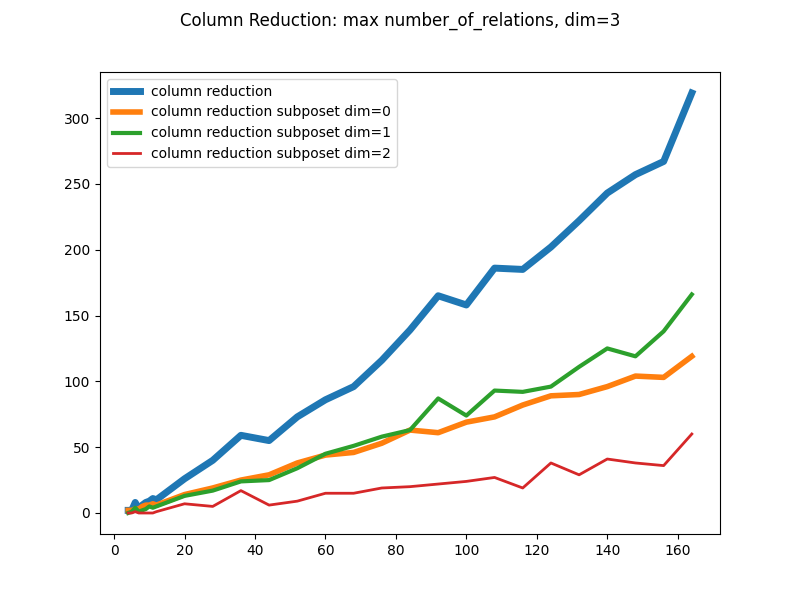 Column Reduction: max number_of_relations, dim=3
column reduction
column reduction subposet dim=0
column reduction subposet dim=1
column reduction subposet dim=2
300
250
200
150
100
50
0
0 20 40 60 80 100 120 140 160